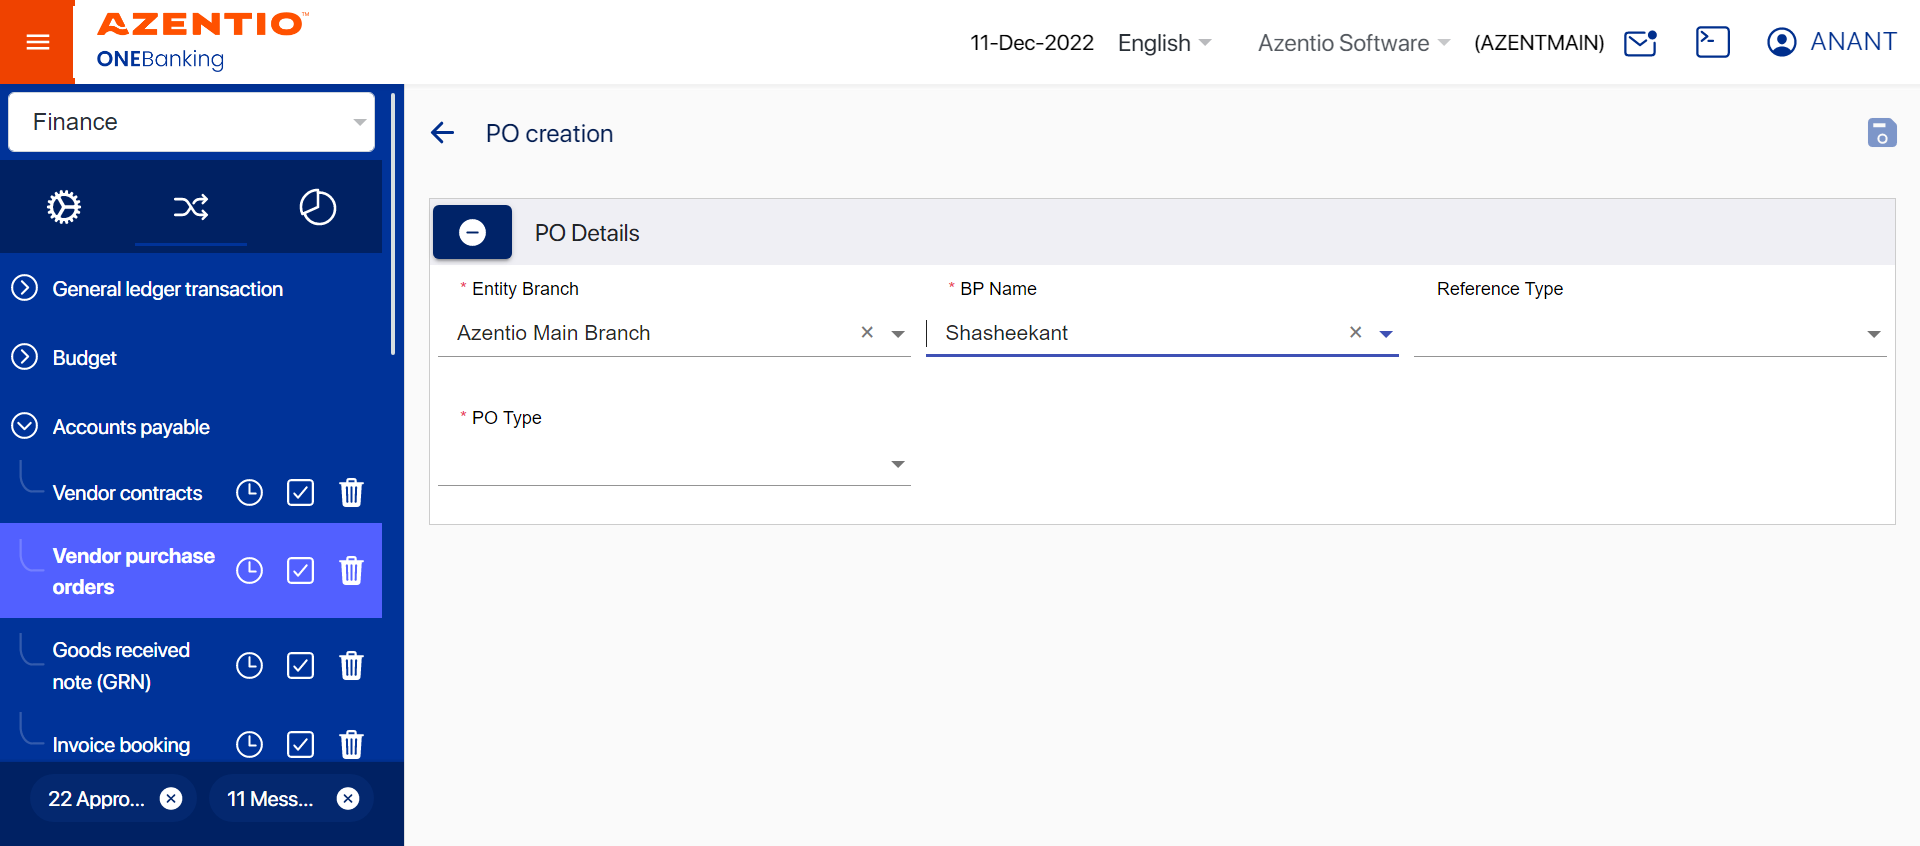 AZENTIO™
ONEBanking
11-Dec-2022 English Azentio Software (AZENTMAIN) ANANT
Finance
General ledger transaction
Budget
Accounts payable
Vendor contracts
Vendor purchase
orders
Goods received
note (GRN)
Invoice booking
22 Appro...
11 Mess...
PO creation
PO Details
* Entity Branch
Azentio Main Branch
* BP Name
Shasheekant
Reference Type
* PO Type